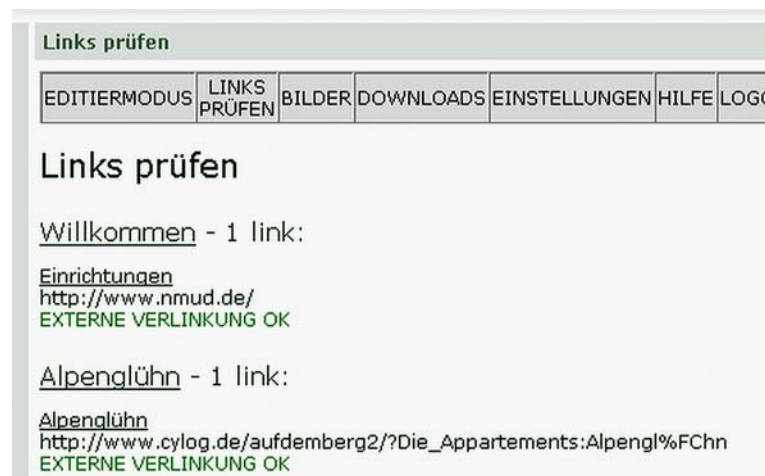 Links prüfen
EDITIERMODUS LINKS PRÜFEN BILDER DOWNLOADS EINSTELLUNGEN HILFE
Links prüfen
Willkommen - 1 link:
Einrichtungen
http://www.nmud.de/
EXTERNE VERLINKUNG OK
Alpenglühn - 1 link:
Alpenglühn
http://www.cylog.de/aufdemberg2/?Die_Appartements:Alpengl%FChn
EXTERNE VERLINKUNG OK